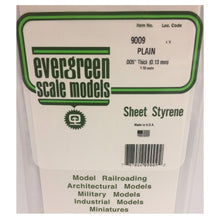 Item No. Loc. Code
9009
PLAIN
.005" Thick (0.13 mm)
evergreen
scale models
Sheet Styrene
Made in U.S.A.
Model Railroading
Architectural Models
Military Models
Industrial Models
Miniatures